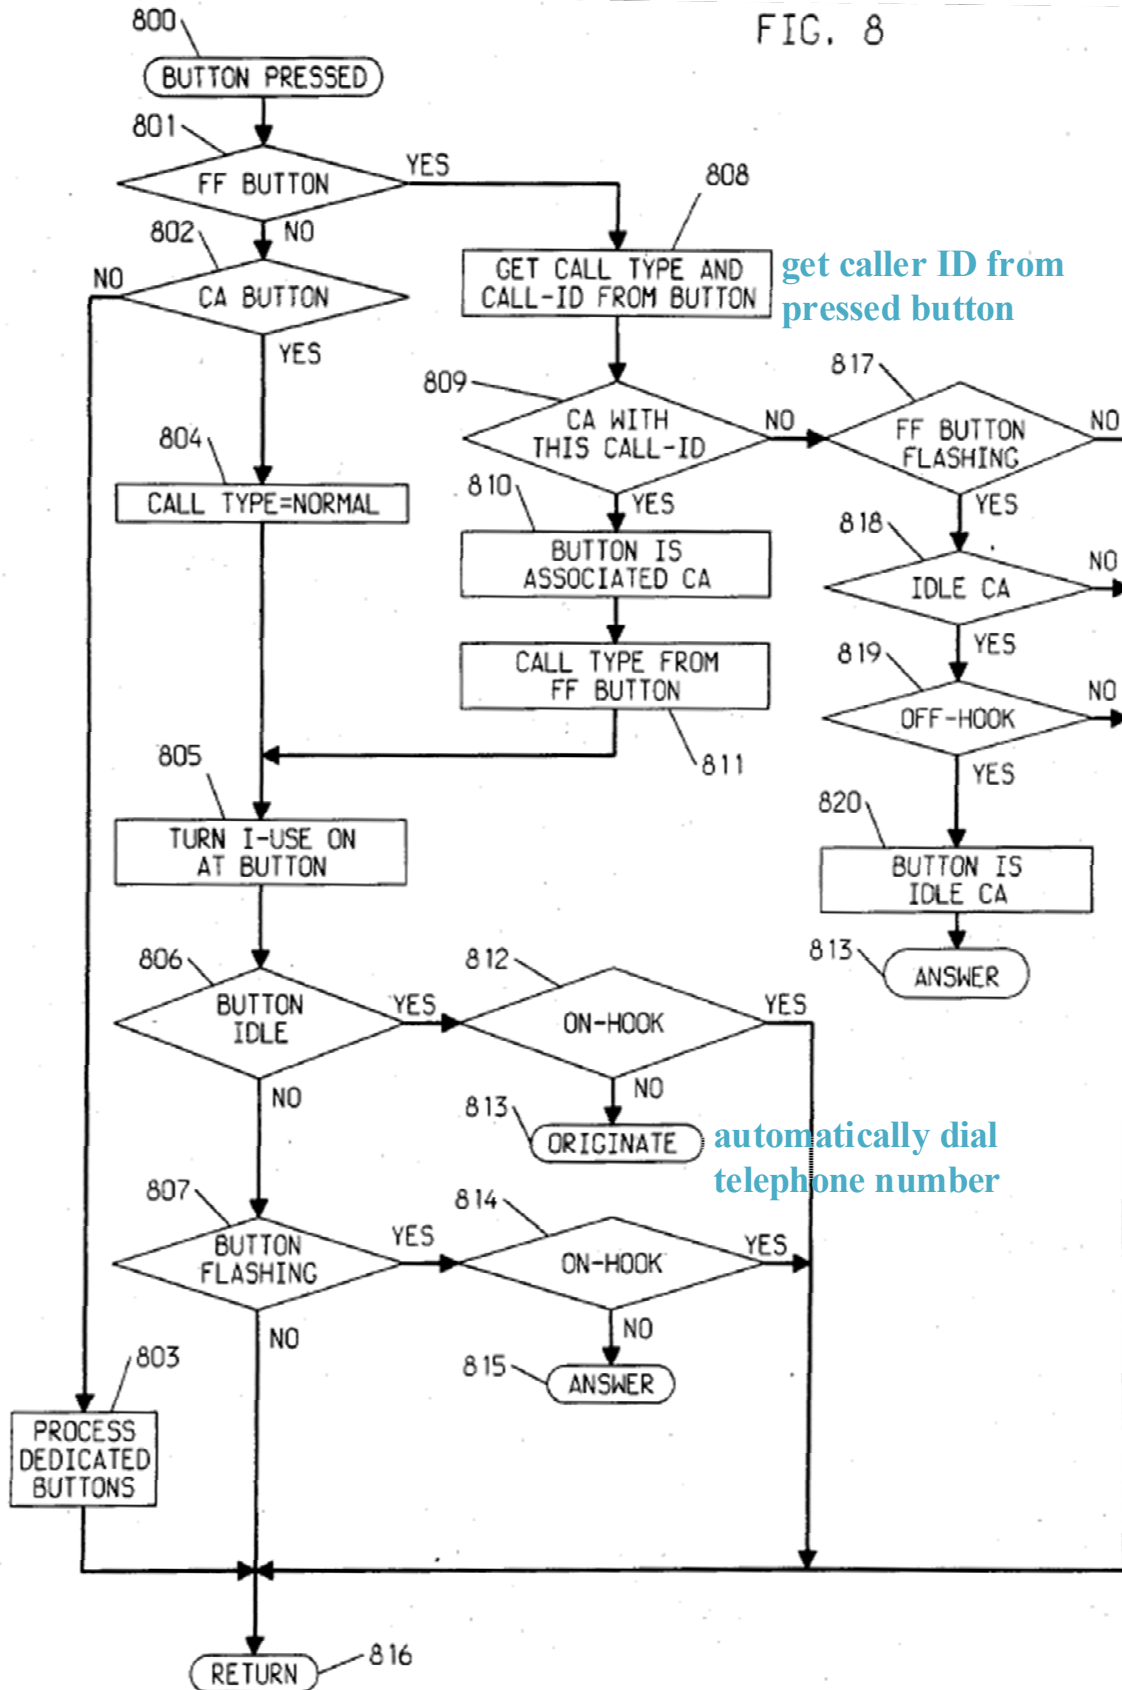 FIG. 8
800
BUTTON PRESSED
801
FF BUTTON
YES
NO
802
CA BUTTON
NO
YES
808
GET CALL TYPE AND
CALL-ID FROM BUTTON
get caller ID from
pressed button
809
CA WITH
THIS CALL-ID
NO
YES
817
FF BUTTON
FLASHING
NO
YES
804
CALL TYPE=NORMAL
810
BUTTON IS
ASSOCIATED CA
818
IDLE CA
NO
YES
CALL TYPE FROM
FF BUTTON
811
819
OFF-HOOK
NO
YES
805
TURN I-USE ON
AT BUTTON
820
BUTTON IS
IDLE CA
813
ANSWER
806
BUTTON
IDLE
YES
NO
812
ON-HOOK
YES
NO
813
ORIGINATE
automatically dial
telephone number
807
BUTTON
FLASHING
YES
NO
814
ON-HOOK
YES
NO
815
ANSWER
803
PROCESS
DEDICATED
BUTTONS
RETURN
816